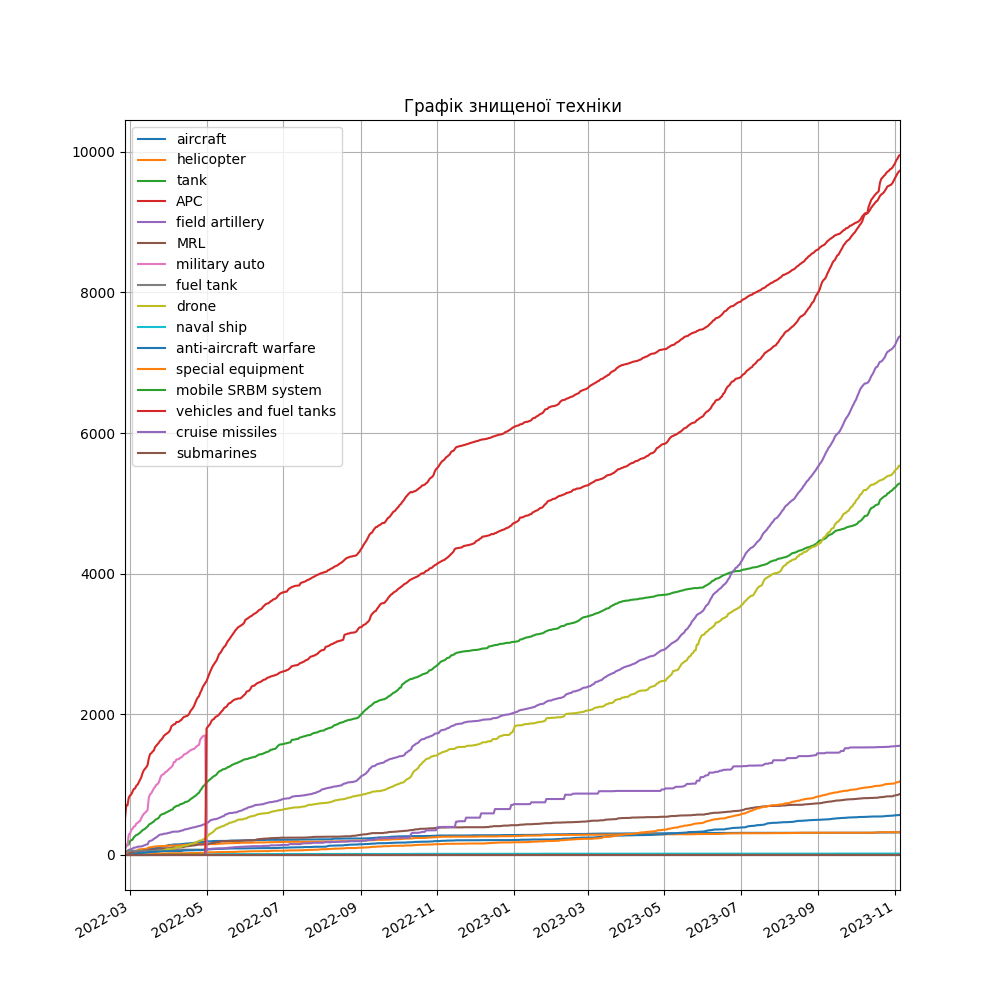 Графік знищеної техніки
10000
8000
6000
4000
2000
0
aircraft
helicopter
tank
APC
field artillery
MRL
military auto
fuel tank
drone
naval ship
anti-aircraft warfare
special equipment
mobile SRBM system
vehicles and fuel tanks
cruise missiles
submarines
2022-03
2022-05
2022-07
2022-09
2022-11
2023-01
2023-03
2023-05
2023-07
2023-09
2023-11